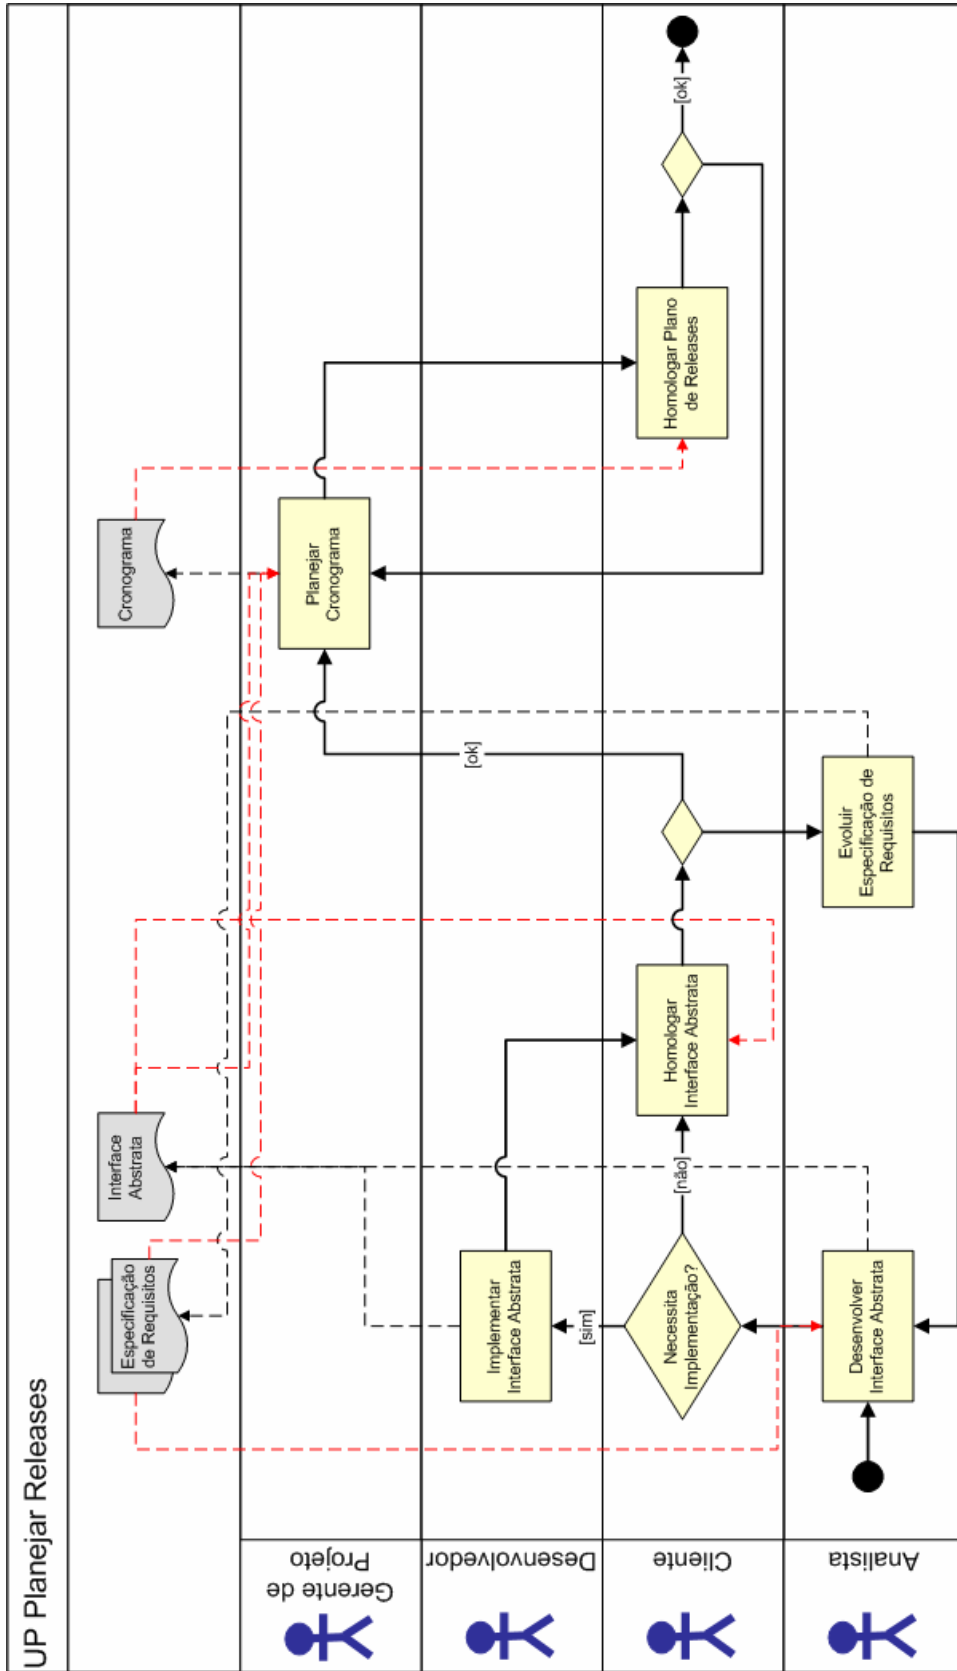 UP Planejar Releases
Especificação
de Requisitos
Interface
Abstrata
Cronograma
Gerente de
Projeto
Planejar
Cronograma
Desenvolvedor
Implementar
Interface Abstrata
[ok]
Cliente
Necessita
Implementação?
[sim]
[não]
Homologar
Interface Abstrata
Homologar Plano
de Releases
[ok]
Analista
Desenvolver
Interface Abstrata
Evoluir
Especificação de
Requisitos